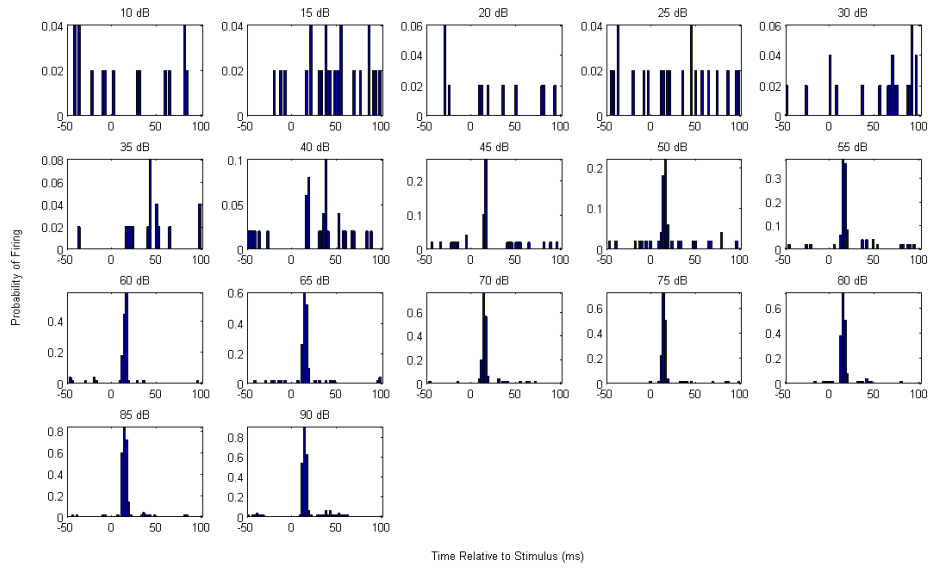 10 dB 15 dB 20 dB 25 dB 30 dB
0.04 0.04 0.06 0.04 0.06
0.02 0.02 0.04 0.02 0.04
0.02 0.02
0 0 0 0 0
-50 0 50 100 -50 0 50 100 -50 0 50 100 -50 0 50 100 -50 0 50 100
35 dB 40 dB 45 dB 50 dB 55 dB
0.08 0.1 0.2 0.2 0.3
0.06 0.05 0.1 0.1 0.2
0.04 0.1
0.02
0 0 0 0 0
-50 0 50 100 -50 0 50 100 -50 0 50 100 -50 0 50 100 -50 0 50 100
Probability of Firing
60 dB 65 dB 70 dB 75 dB 80 dB
0.4 0.6 0.6 0.6 0.6
0.2 0.4 0.4 0.4 0.4
0.2 0.2 0.2 0.2
0 0 0 0 0
-50 0 50 100 -50 0 50 100 -50 0 50 100 -50 0 50 100 -50 0 50 100
85 dB 90 dB
0.8 0.8
0.6 0.6
0.4 0.4
0.2 0.2
0 0
-50 0 50 100 -50 0 50 100
Time Relative to Stimulus (ms)